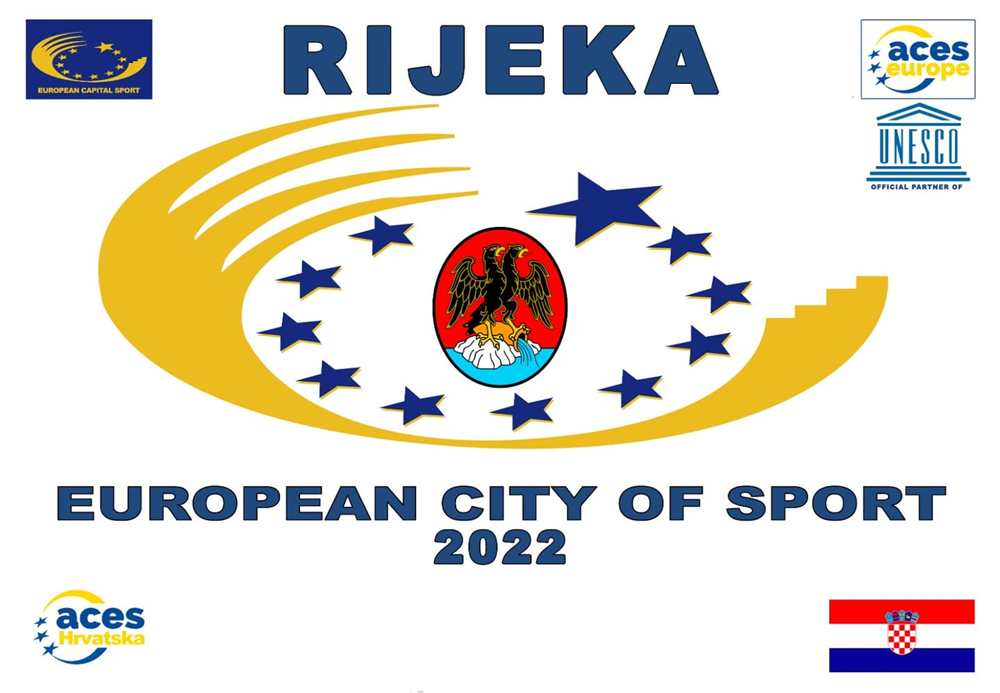 RIJEKA
EUROPEAN CAPITAL SPORT
aces
europe
UNESCO
OFFICIAL PARTNER OF
EUROPEAN CITY OF SPORT
2022
aces
Hrvatska